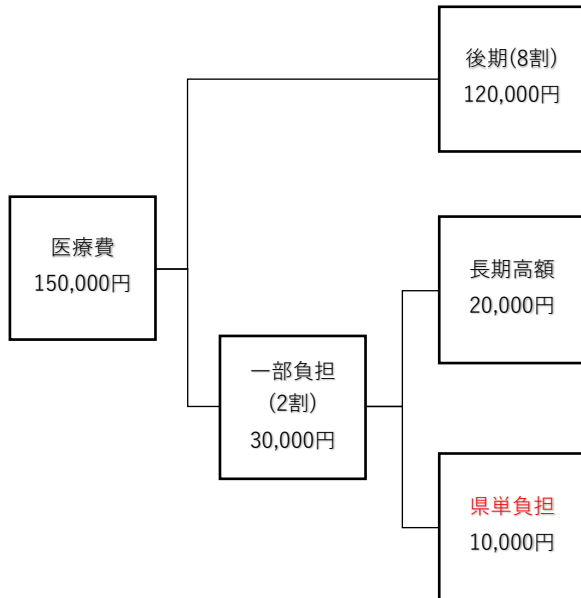 後期(8割)
120,000円
医療費
150,000円
長期高額
20,000円
一部負担
(2割)
30,000円
県単負担
10,000円